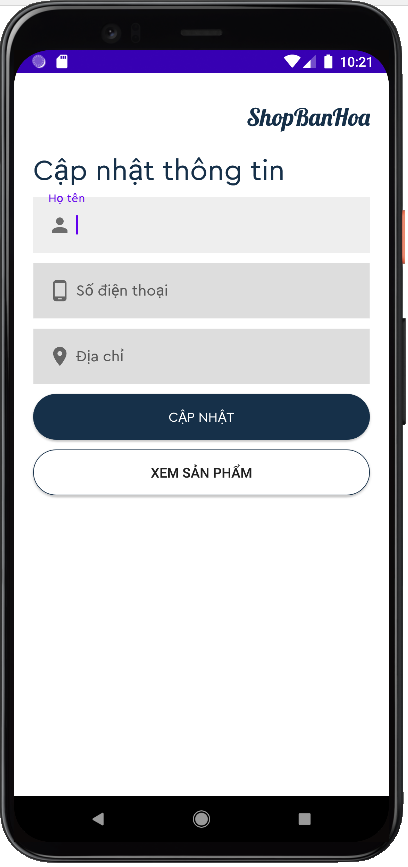 10:21
ShopBanHoa
Cập nhật thông tin
Họ tên
Số điện thoại
Địa chỉ
CẬP NHẬT
XEM SẢN PHẨM